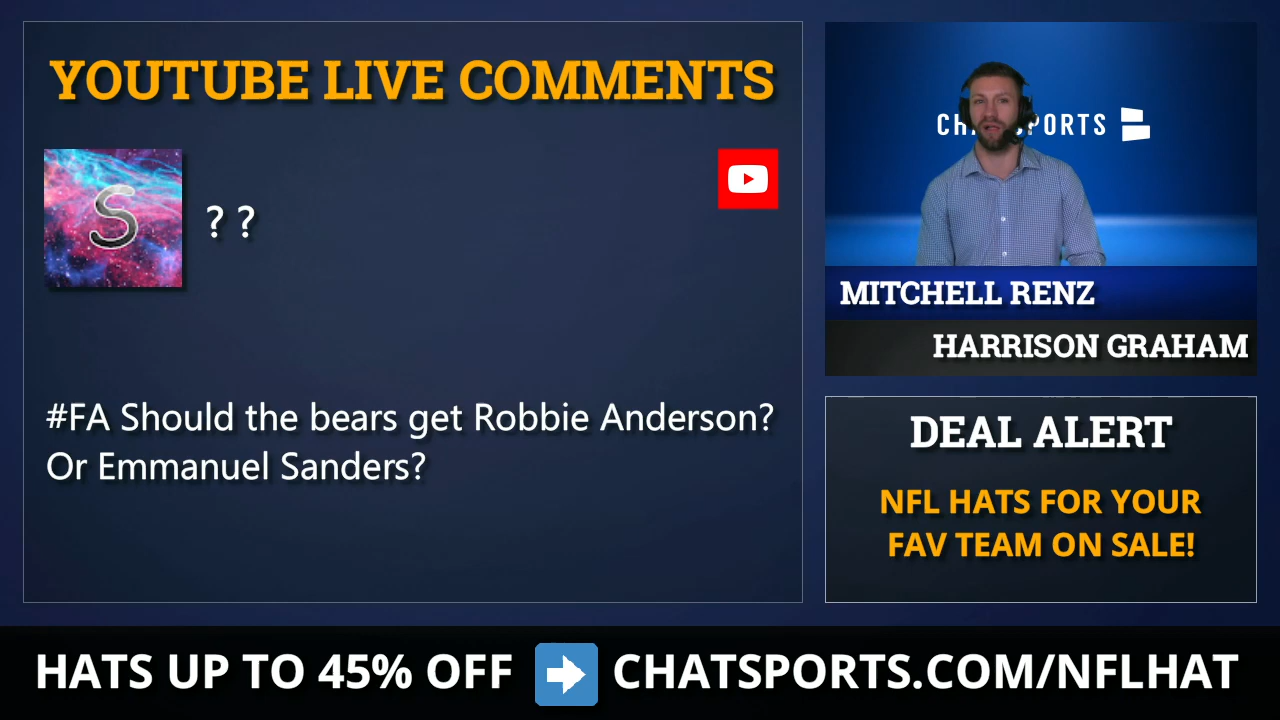 YOUTUBE LIVE COMMENTS
S
? ?
#FA Should the bears get Robbie Anderson?
Or Emmanuel Sanders?
MITCHELL RENZ
HARRISON GRAHAM
DEAL ALERT
NFL HATS FOR YOUR
FAV TEAM ON SALE!
HATS UP TO 45% OFF ➡ CHATSPORTS.COM/NFLHAT